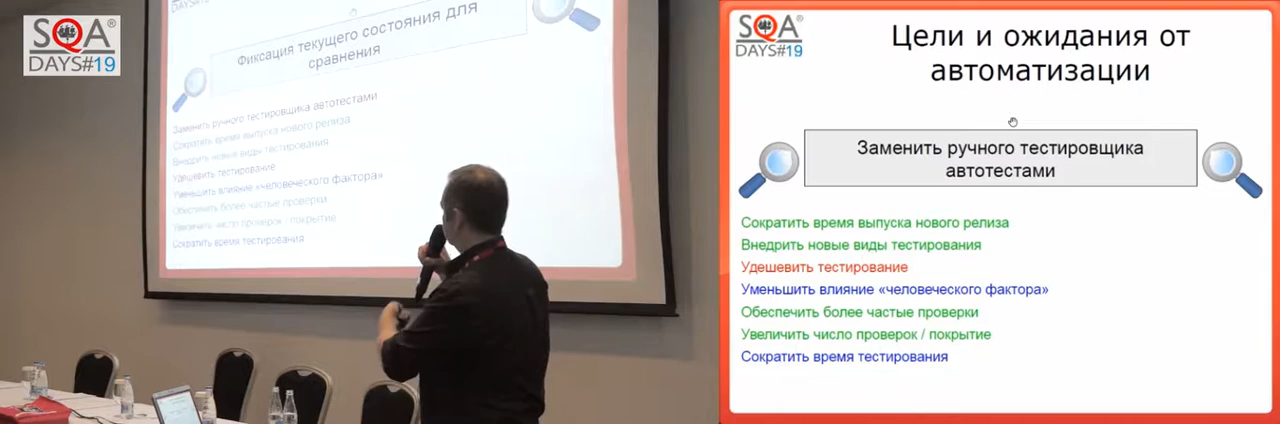 SQA®
DAYS#19
DAYS#19
Фиксация текущего состояния для
сравнения
Заменить ручного тестировщика автотестами
Сократить время выпуска нового релиза
Внедрить новые виды тестирования
Удешевить тестирование
Уменьшить влияние «человеческого фактора»
Обеспечить более частые проверки
Увеличить число проверок / покрытие
Сократить время тестирования
SQA®
DAYS#19
Цели и ожидания от
автоматизации
Заменить ручного тестировщика
автотестами
Сократить время выпуска нового релиза
Внедрить новые виды тестирования
Удешевить тестирование
Уменьшить влияние «человеческого фактора»
Обеспечить более частые проверки
Увеличить число проверок / покрытие
Сократить время тестирования